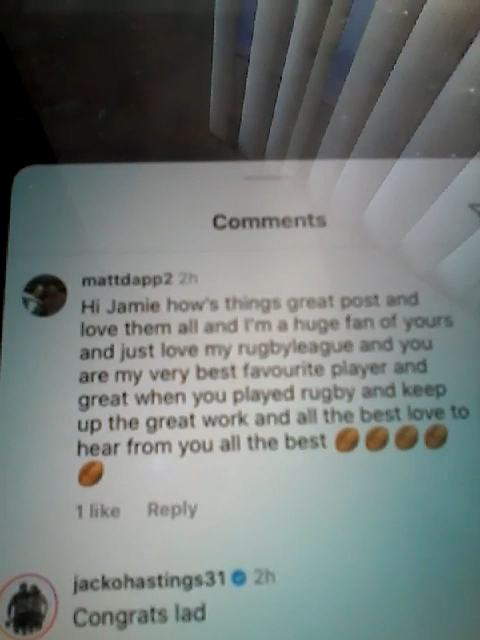 Comments
mattdapp2 2h
Hi Jamie how's things great post and
love them all and I'm a huge fan of yours
and just love my rugbyleague and you
are my very best favourite player and
great when you played rugby and keep
up the great work and all the best love to
hear from you all the best 🏉🏉🏉🏉
🏉
1 like Reply
jackohastings31 2h
Congrats lad